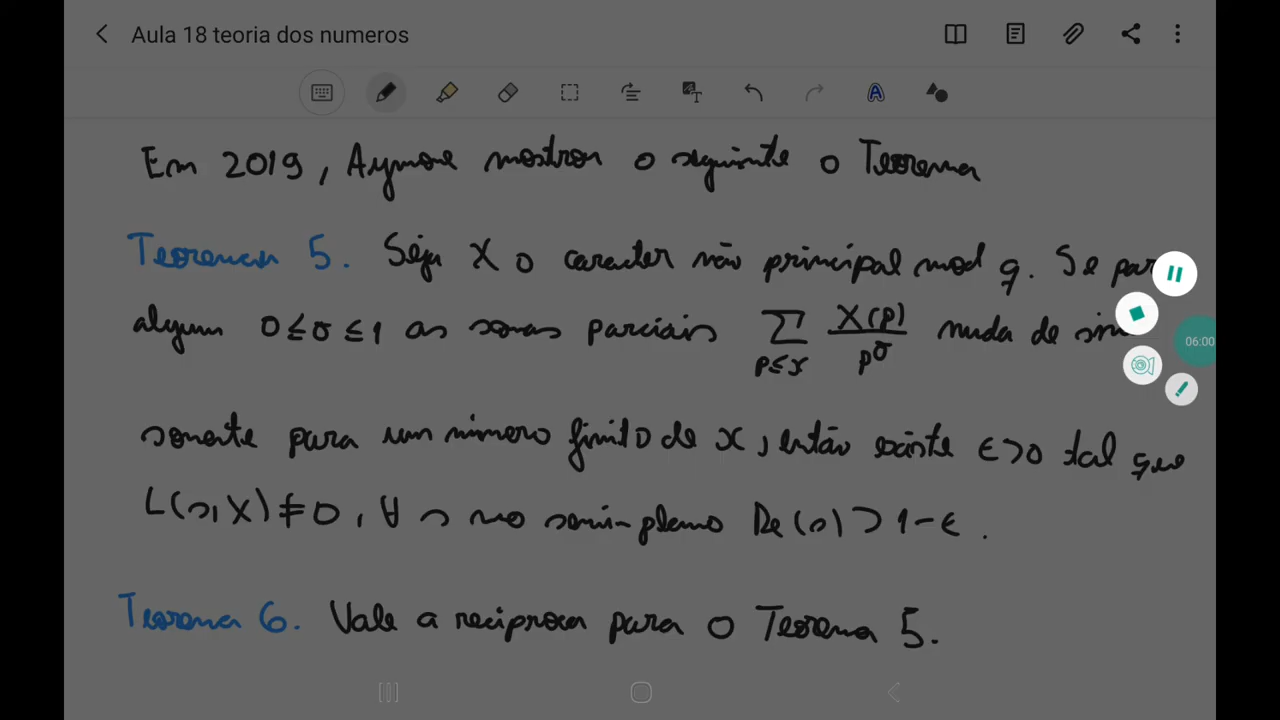 Aula 18 teoria dos numeros
Em 2019, Aymone mostrou o seguinte o Teorema
Teorema 5. Seja X o caracter não principal mod q. Se para
algum 0 ≤ σ ≤ 1 as somas parciais ∑_{p≤x} X(p)/p^σ muda de sinal
06:00
somente para um número finito de x, então existe ε>0 tal que
L(s,X) ≠ 0, ∀ s no semi-plano Re(s) > 1-ε.
Teorema 6. Vale a reciproca para o Teorema 5.